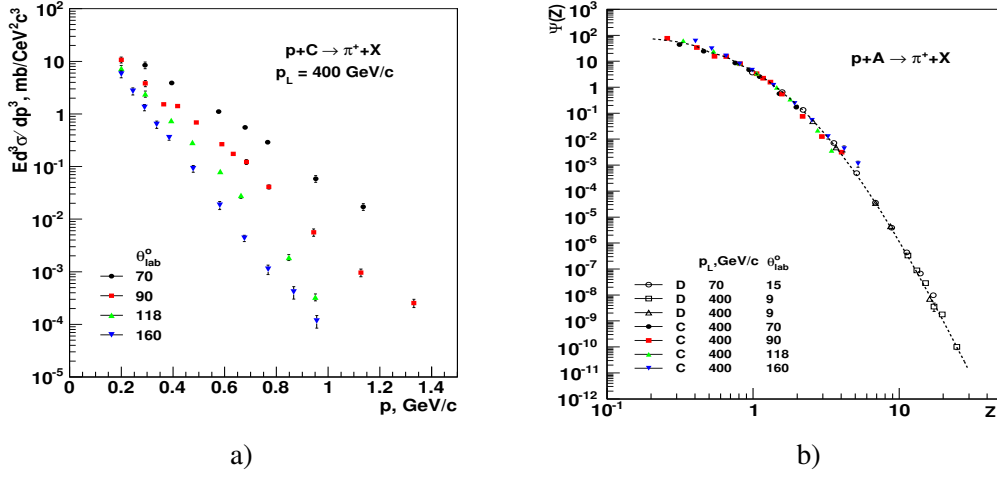 Ed³σ/dp³, mb/CeV²c³
p+C → π⁺+X
p_L = 400 GeV/c
10²
10
1
10⁻¹
10⁻²
10⁻³
10⁻⁴
10⁻⁵
θ°_lab
70
90
118
160
0 0.2 0.4 0.6 0.8 1 1.2 1.4
p, GeV/c
a)
Ψ(Z)
p+A → π⁺+X
10³
10²
10
1
10⁻¹
10⁻²
10⁻³
10⁻⁴
10⁻⁵
10⁻⁶
10⁻⁷
10⁻⁸
10⁻⁹
10⁻¹⁰
10⁻¹¹
10⁻¹²
p_L,GeV/c θ°_lab
D 70 15
D 400 9
D 400 9
C 400 70
C 400 90
C 400 118
C 400 160
10⁻¹ 1 10 Z
b)